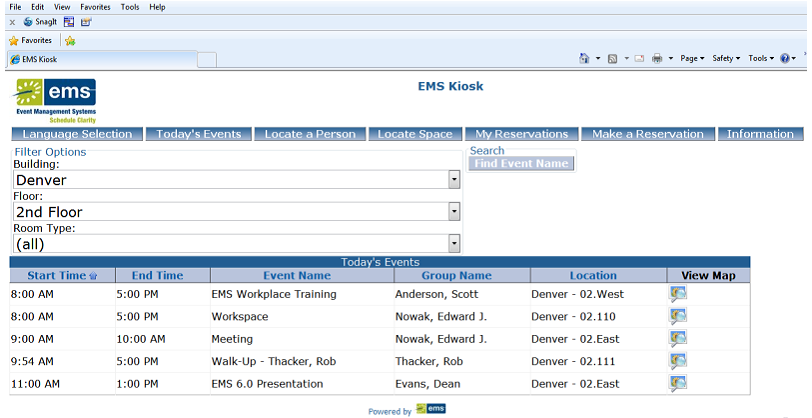 File Edit View Favorites Tools Help
x SnagIt
Favorites
EMS Kiosk Page Safety Tools
ems
Event Management Systems
Schedule Clarity
EMS Kiosk
Language Selection Today's Events Locate a Person Locate Space My Reservations Make a Reservation Information
Filter Options Search
Building: Find Event Name
Denver
Floor:
2nd Floor
Room Type:
(all)
Today's Events
Start Time End Time Event Name Group Name Location View Map
8:00 AM 5:00 PM EMS Workplace Training Anderson, Scott Denver - 02.West
8:00 AM 5:00 PM Workspace Nowak, Edward J. Denver - 02.110
9:00 AM 10:00 AM Meeting Nowak, Edward J. Denver - 02.East
9:54 AM 5:00 PM Walk-Up - Thacker, Rob Thacker, Rob Denver - 02.111
11:00 AM 1:00 PM EMS 6.0 Presentation Evans, Dean Denver - 02.East
Powered by ems